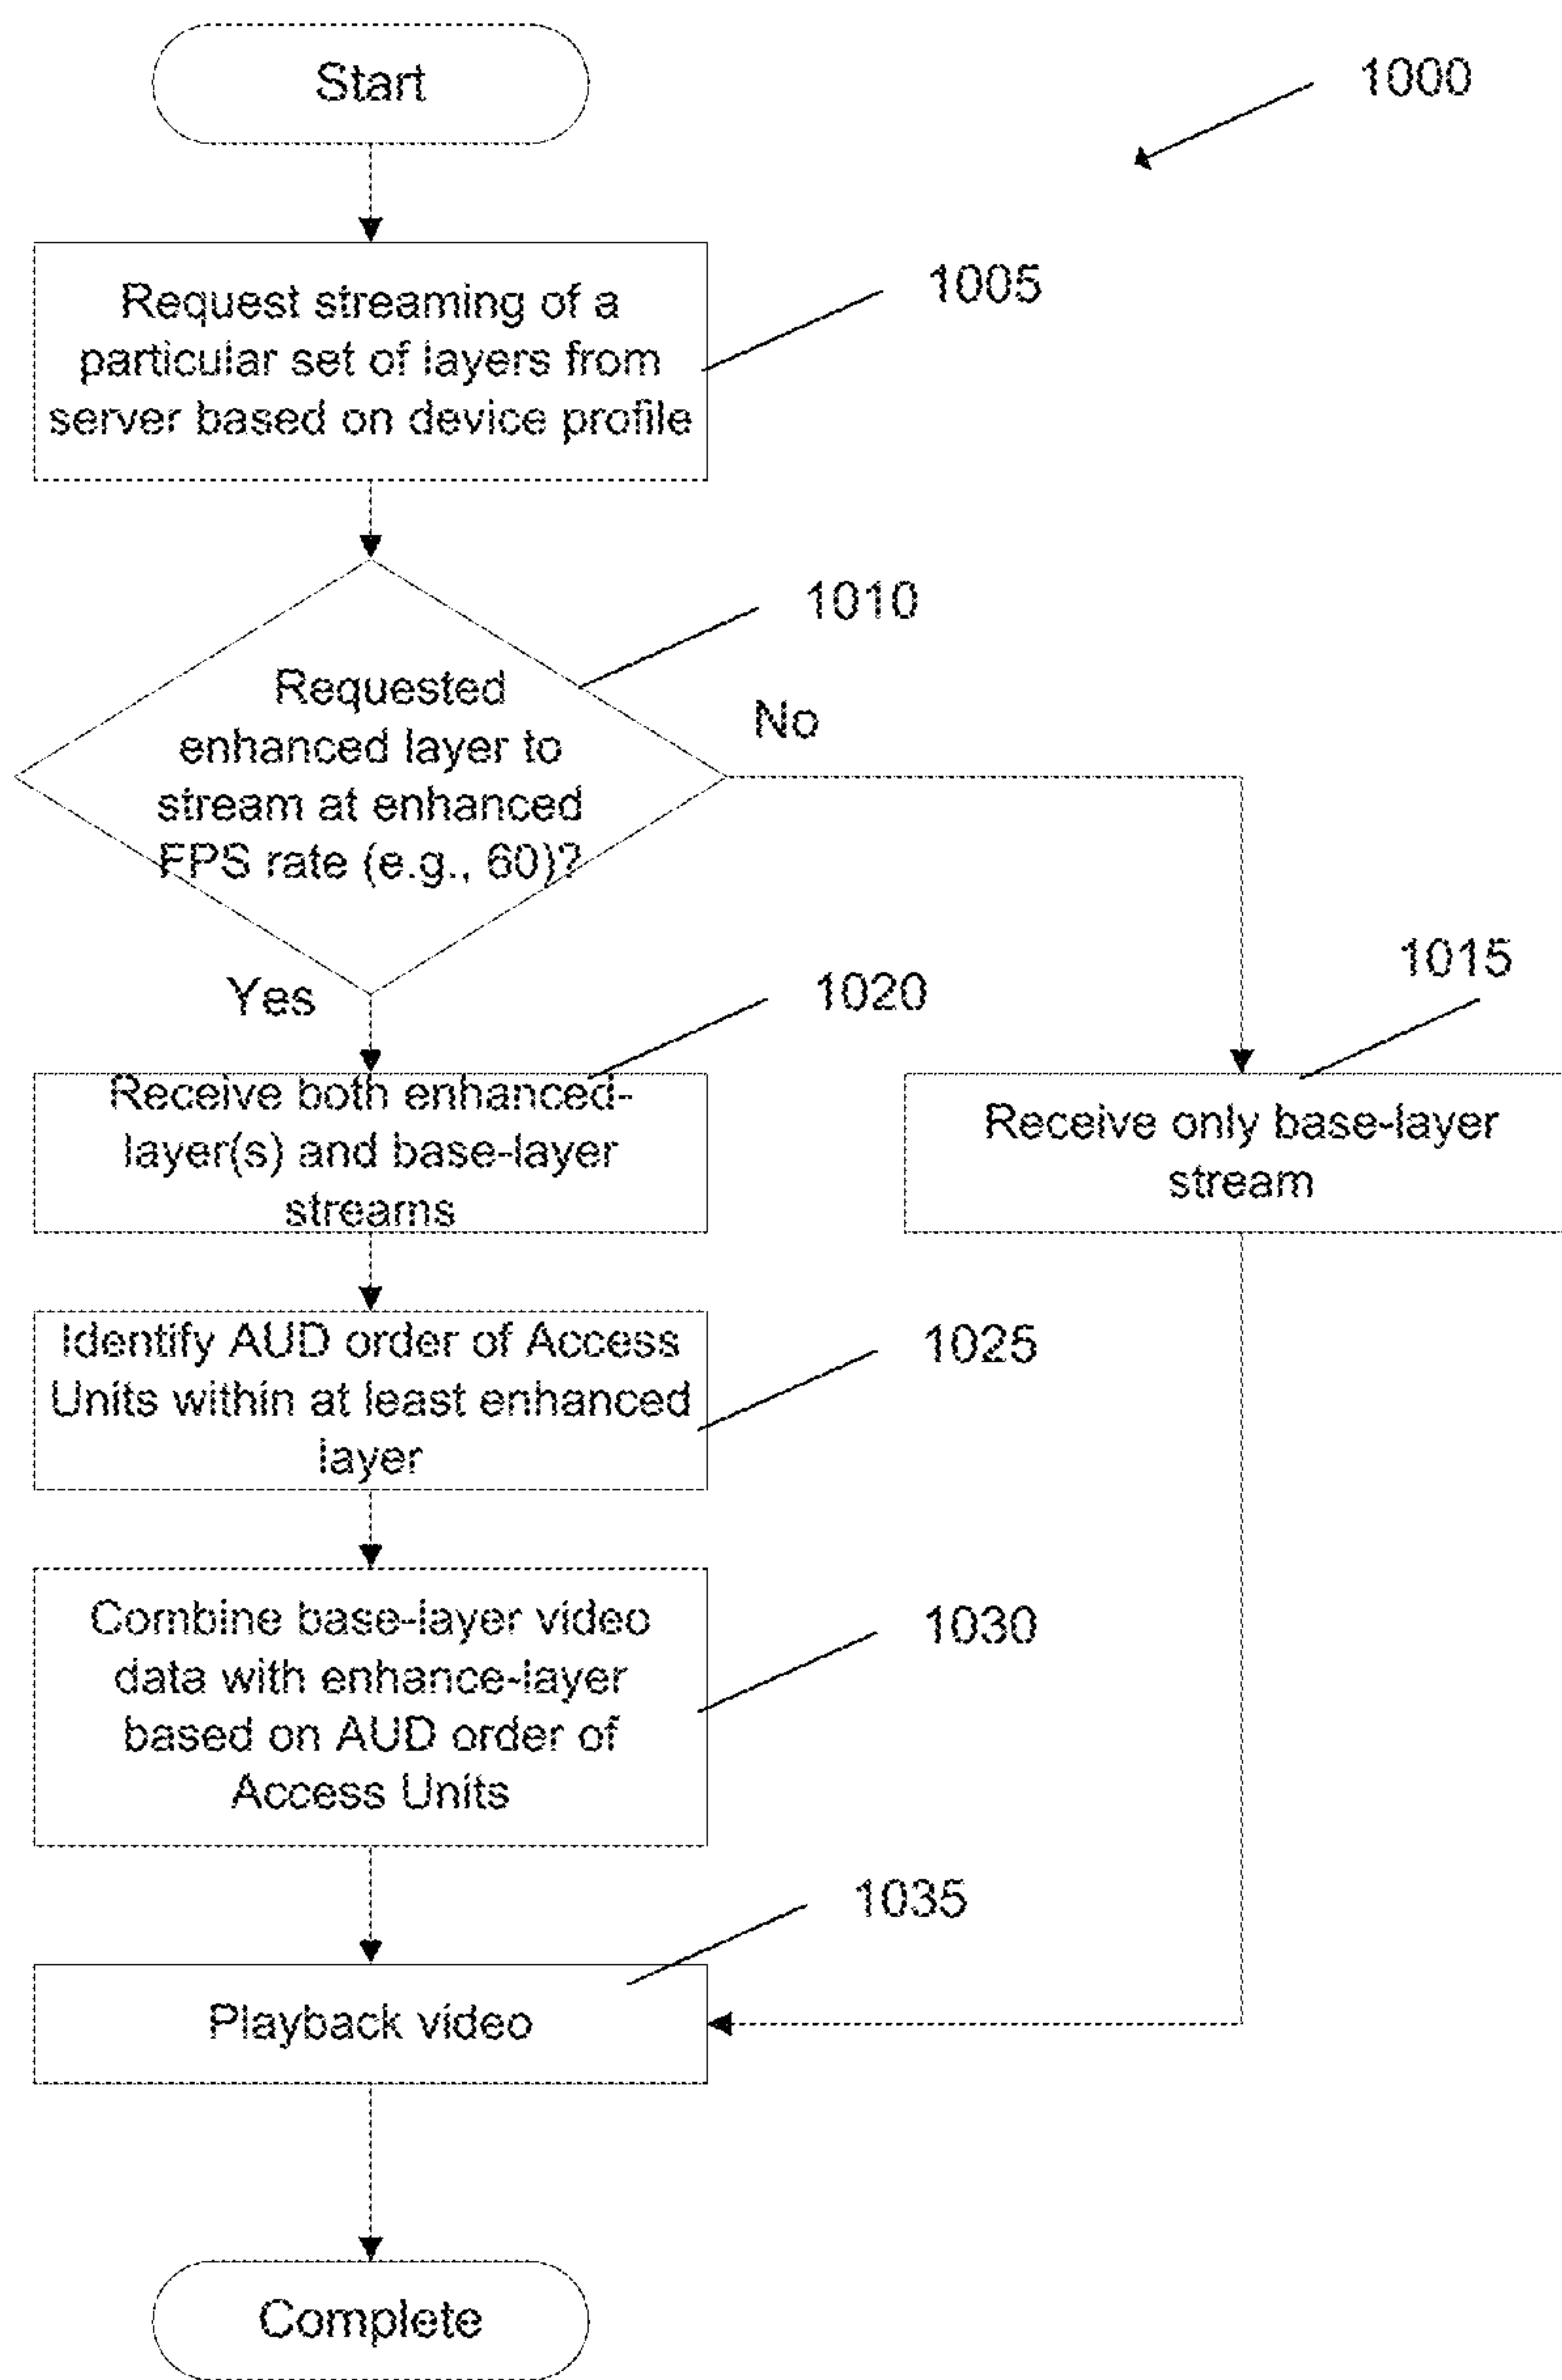 Start
1000
Request streaming of a
particular set of layers from
server based on device profile
1005
1010
Requested
enhanced layer to
stream at enhanced
FPS rate (e.g., 60)?
No
Yes
1020
1015
Receive both enhanced-
layer(s) and base-layer
streams
Receive only base-layer
stream
Identify AUD order of Access
Units within at least enhanced
layer
1025
Combine base-layer video
data with enhance-layer
based on AUD order of
Access Units
1030
1035
Playback video
Complete